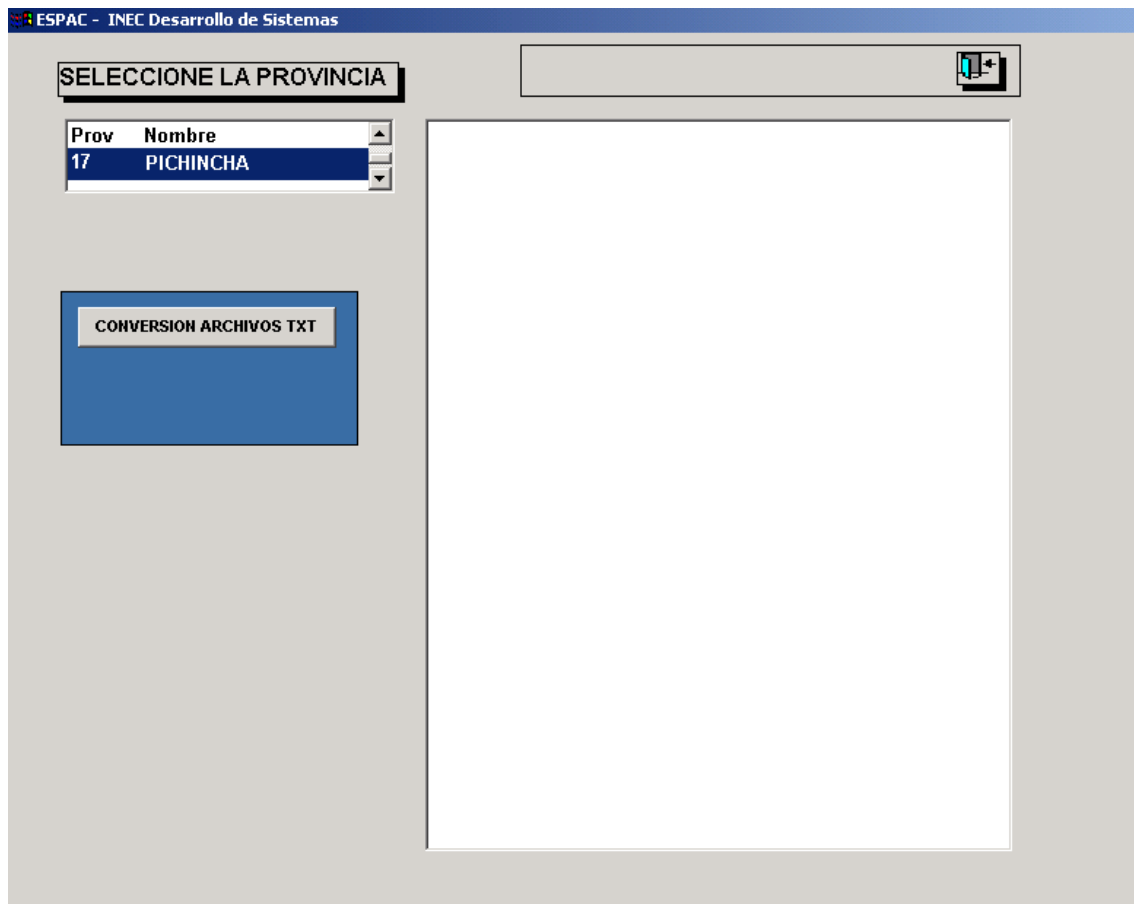 ESPAC - INEC Desarrollo de Sistemas
SELECCIONE LA PROVINCIA
Prov Nombre
17 PICHINCHA
CONVERSION ARCHIVOS TXT